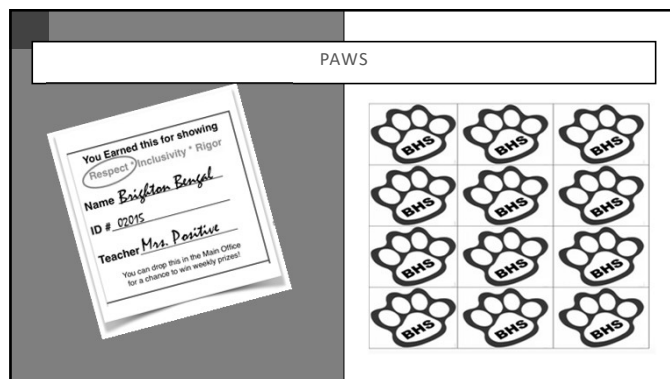 PAWS
You Earned this for showing
Respect * Inclusivity * Rigor
Name Brighton Bengal
ID # 02015
Teacher Mrs. Positive
You can drop this in the Main Office
for a chance to win weekly prizes!
BHS BHS BHS
BHS BHS BHS
BHS BHS BHS
BHS BHS BHS